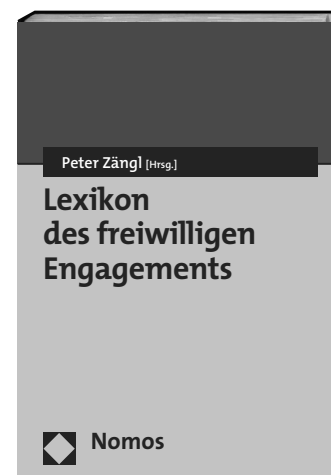 Peter Zängl [Hrsg.]
Lexikon
des freiwilligen
Engagements
Nomos